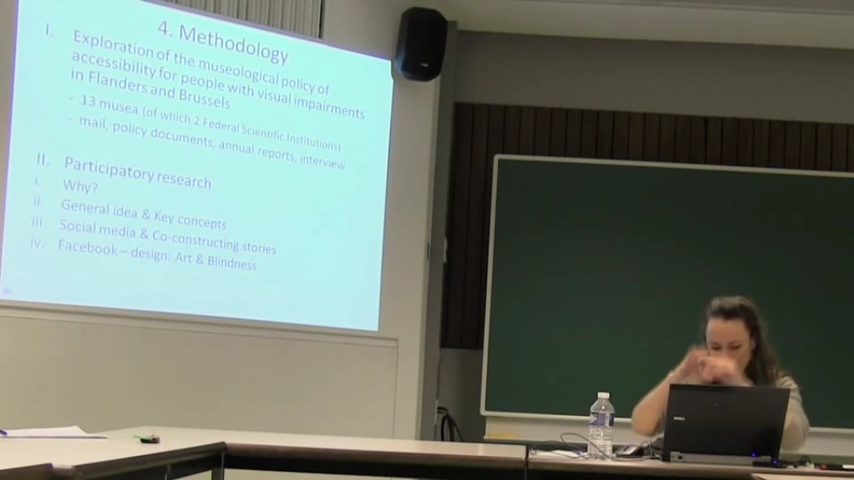 4. Methodology
I. Exploration of the museological policy of
accessibility for people with visual impairments
in Flanders and Brussels
- 13 musea (of which 2 Federal Scientific Institutions)
- mail, policy documents, annual reports, interview
II. Participatory research
i. Why?
ii. General idea & Key concepts
iii. Social media & Co-constructing stories
iv. Facebook – design: Art & Blindness
DELL